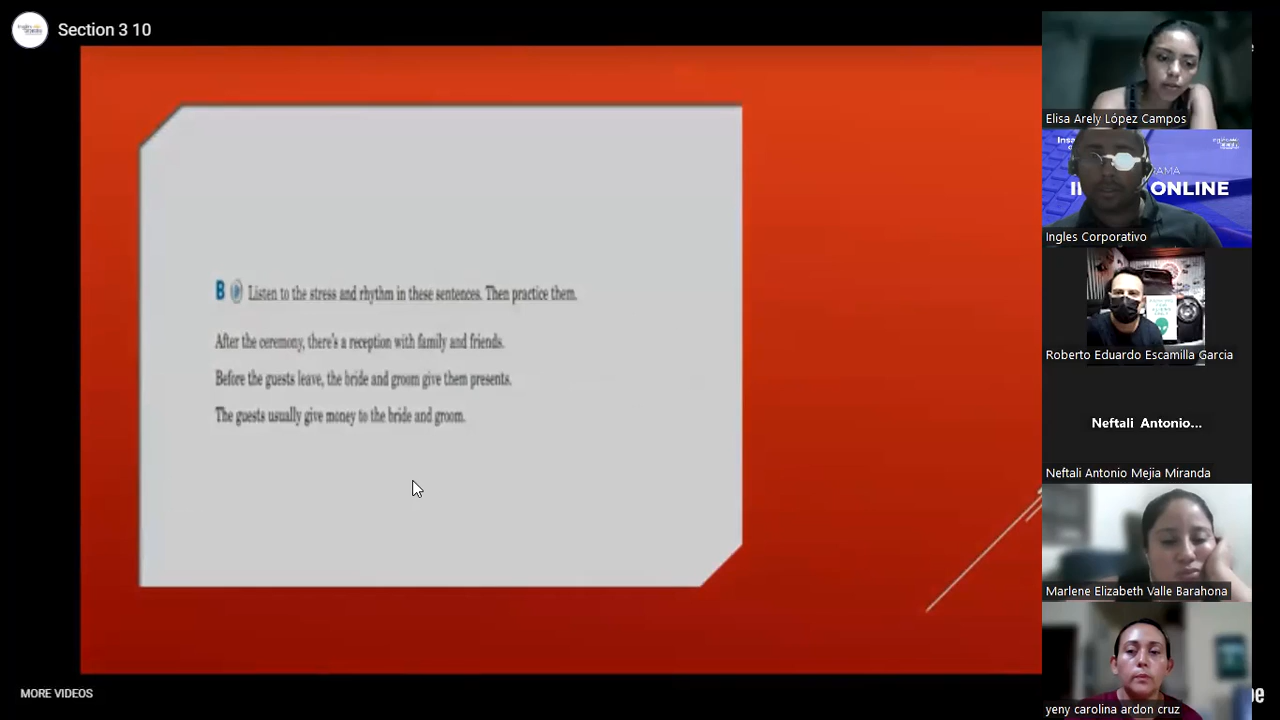 Section 3 10
B Listen to the stress and rhythm in these sentences. Then practice them.
After the ceremony, there's a reception with family and friends.
Before the guests leave, the bride and groom give them presents.
The guests usually give money to the bride and groom.
MORE VIDEOS
Elisa Arely López Campos
ONLINE
Ingles Corporativo
Roberto Eduardo Escamilla Garcia
Neftali Antonio...
Neftali Antonio Mejia Miranda
Marlene Elizabeth Valle Barahona
yeny carolina ardon cruz